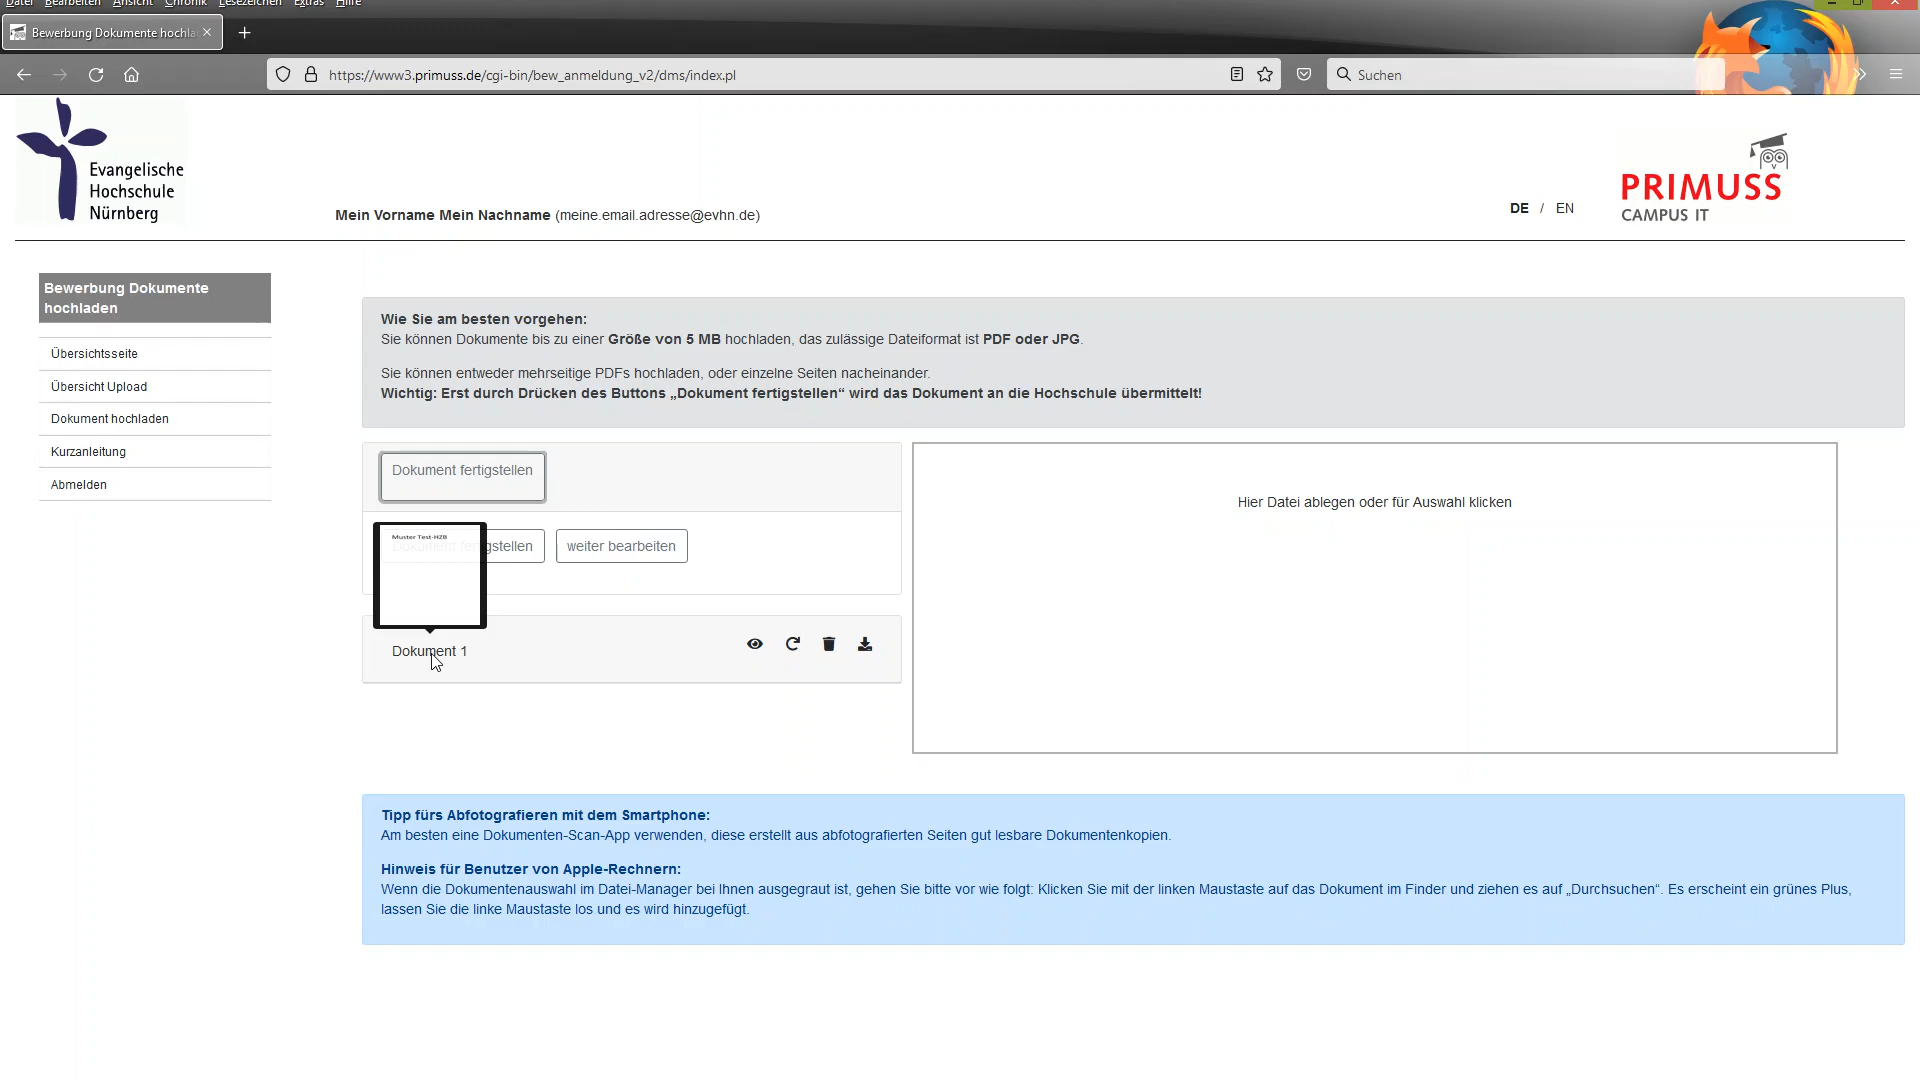 Datei Bearbeiten Ansicht Chronik Lesezeichen Extras Hilfe
Bewerbung Dokumente hochla
https://www3.primuss.de/cgi-bin/bew_anmeldung_v2/dms/index.pl
Suchen
Evangelische
Hochschule
Nürnberg
Mein Vorname Mein Nachname (meine.email.adresse@evhn.de)
DE / EN
PRIMUSS
CAMPUS IT
Bewerbung Dokumente
hochladen
Übersichtsseite
Übersicht Upload
Dokument hochladen
Kurzanleitung
Abmelden
Wie Sie am besten vorgehen:
Sie können Dokumente bis zu einer Größe von 5 MB hochladen, das zulässige Dateiformat ist PDF oder JPG.
Sie können entweder mehrseitige PDFs hochladen, oder einzelne Seiten nacheinander.
Wichtig: Erst durch Drücken des Buttons „Dokument fertigstellen“ wird das Dokument an die Hochschule übermittelt!
Dokument fertigstellen
Muster Test-HZB
Dokument fertigstellen weiter bearbeiten
Dokument 1
Hier Datei ablegen oder für Auswahl klicken
Tipp fürs Abfotografieren mit dem Smartphone:
Am besten eine Dokumenten-Scan-App verwenden, diese erstellt aus abfotografierten Seiten gut lesbare Dokumentenkopien.
Hinweis für Benutzer von Apple-Rechnern:
Wenn die Dokumentenauswahl im Datei-Manager bei Ihnen ausgegraut ist, gehen Sie bitte vor wie folgt: Klicken Sie mit der linken Maustaste auf das Dokument im Finder und ziehen es auf „Durchsuchen“. Es erscheint ein grünes Plus,
lassen Sie die linke Maustaste los und es wird hinzugefügt.